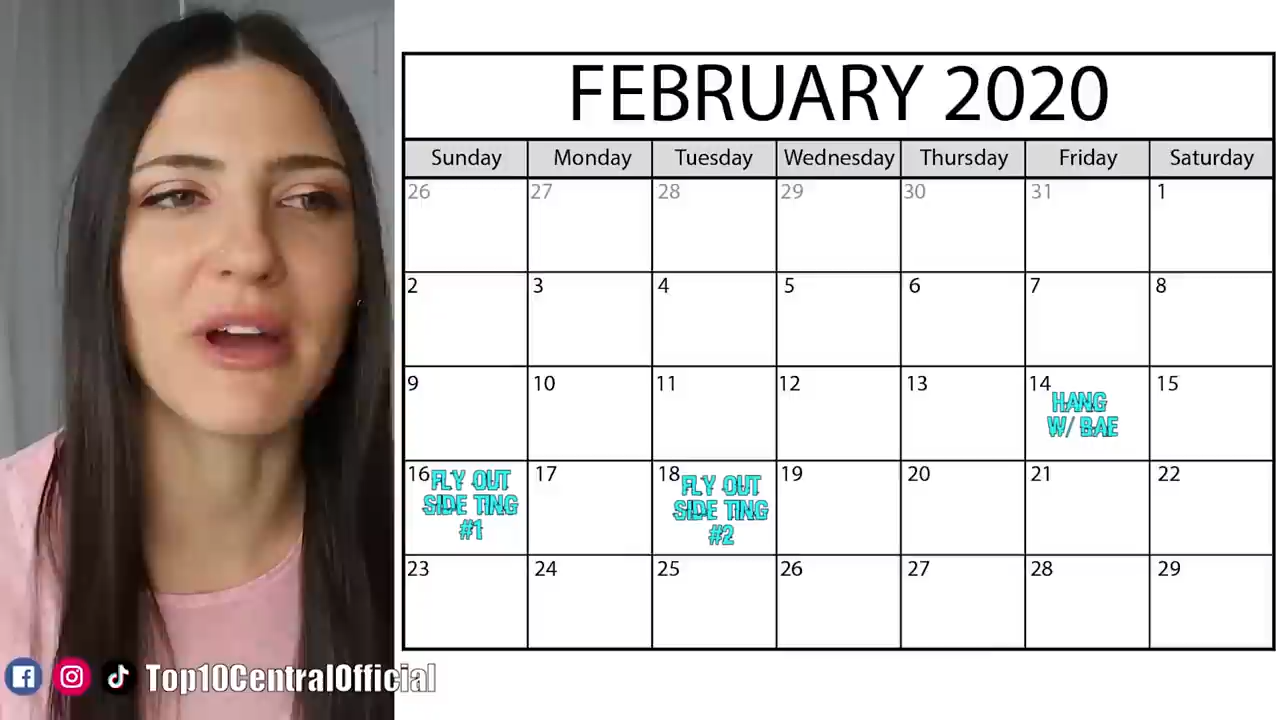 FEBRUARY 2020
Sunday Monday Tuesday Wednesday Thursday Friday Saturday
26 27 28 29 30 31 1
2 3 4 5 6 7 8
9 10 11 12 13 14 15
HANG
W/ BAE
16 17 18 19 20 21 22
FLY OUT
SIDE TING
#1
FLY OUT
SIDE TING
#2
23 24 25 26 27 28 29
Top10CentralOfficial